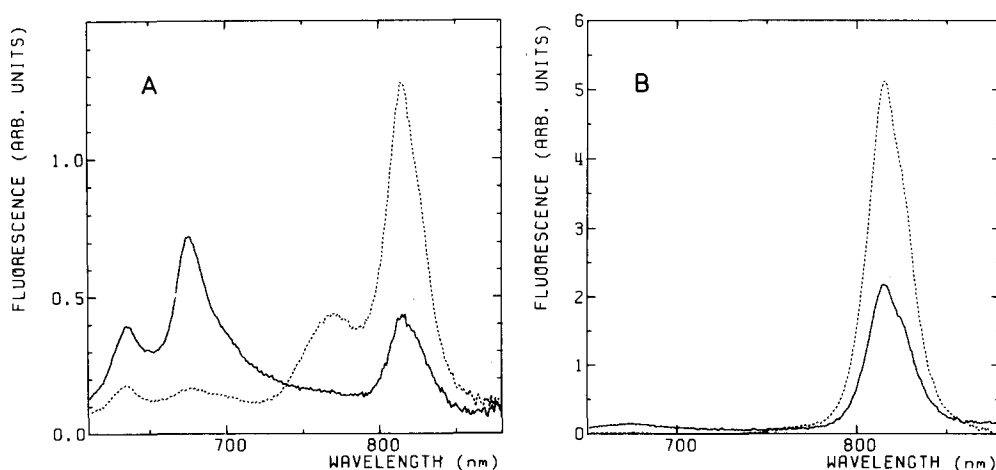 FLUORESCENCE (ARB. UNITS)
A
1.0
0.5
0.0
700
800
WAVELENGTH (nm)
FLUORESCENCE (ARB. UNITS)
B
6
5
4
3
2
1
0
700
800
WAVELENGTH (nm)